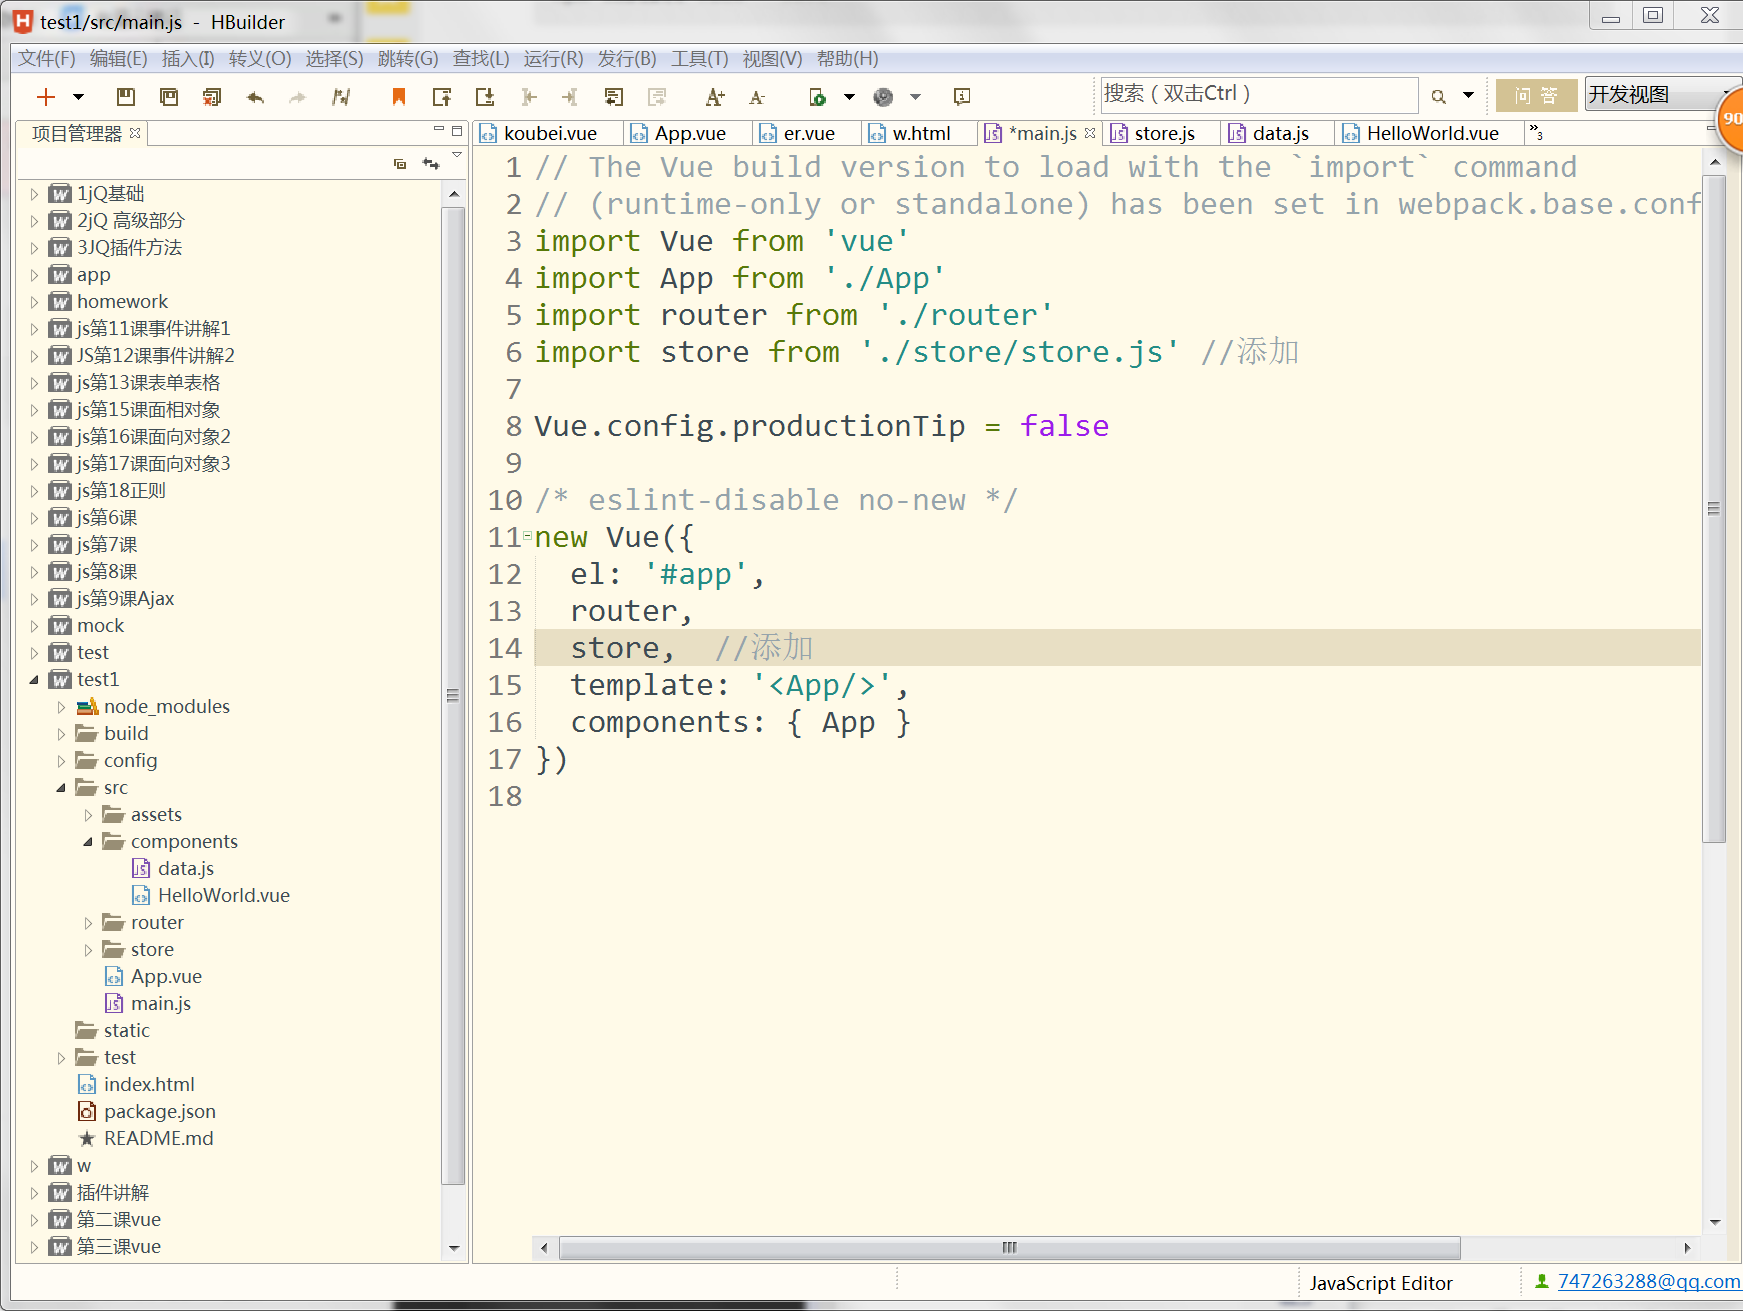 test1/src/main.js - HBuilder
文件(F) 编辑(E) 插入(I) 转义(O) 选择(S) 跳转(G) 查找(L) 运行(R) 发行(B) 工具(T) 视图(V) 帮助(H)
搜索（双击Ctrl） 问答 开发视图
90
项目管理器
koubei.vue App.vue er.vue w.html *main.js store.js data.js HelloWorld.vue »3
1jQ基础
2jQ 高级部分
3JQ插件方法
app
homework
js第11课事件讲解1
JS第12课事件讲解2
js第13课表单表格
js第15课面相对象
js第16课面向对象2
js第17课面向对象3
js第18正则
js第6课
js第7课
js第8课
js第9课Ajax
mock
test
test1
node_modules
build
config
src
assets
components
data.js
HelloWorld.vue
router
store
App.vue
main.js
static
test
index.html
package.json
README.md
w
插件讲解
第二课vue
第三课vue
1 // The Vue build version to load with the `import` command
2 // (runtime-only or standalone) has been set in webpack.base.conf
3 import Vue from 'vue'
4 import App from './App'
5 import router from './router'
6 import store from './store/store.js' //添加
7
8 Vue.config.productionTip = false
9
10 /* eslint-disable no-new */
11 new Vue({
12 el: '#app',
13 router,
14 store, //添加
15 template: '<App/>',
16 components: { App }
17 })
18
JavaScript Editor
747263288@qq.com